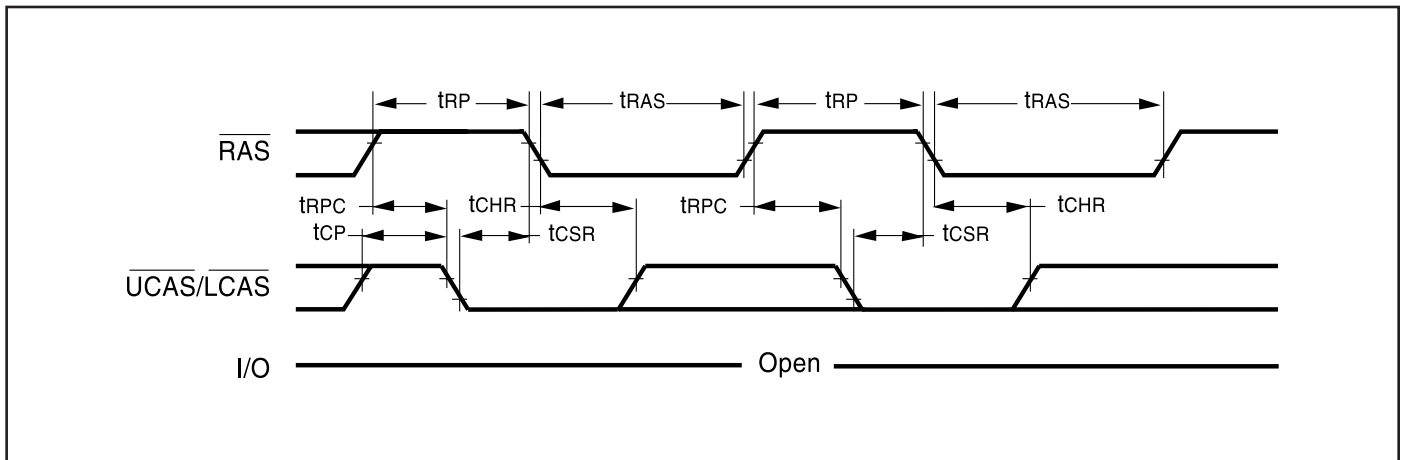 tRP tRAS tRP tRAS
RAS
tRPC tCHR tRPC tCHR
tCP tCSR tCSR
UCAS/LCAS
I/O Open